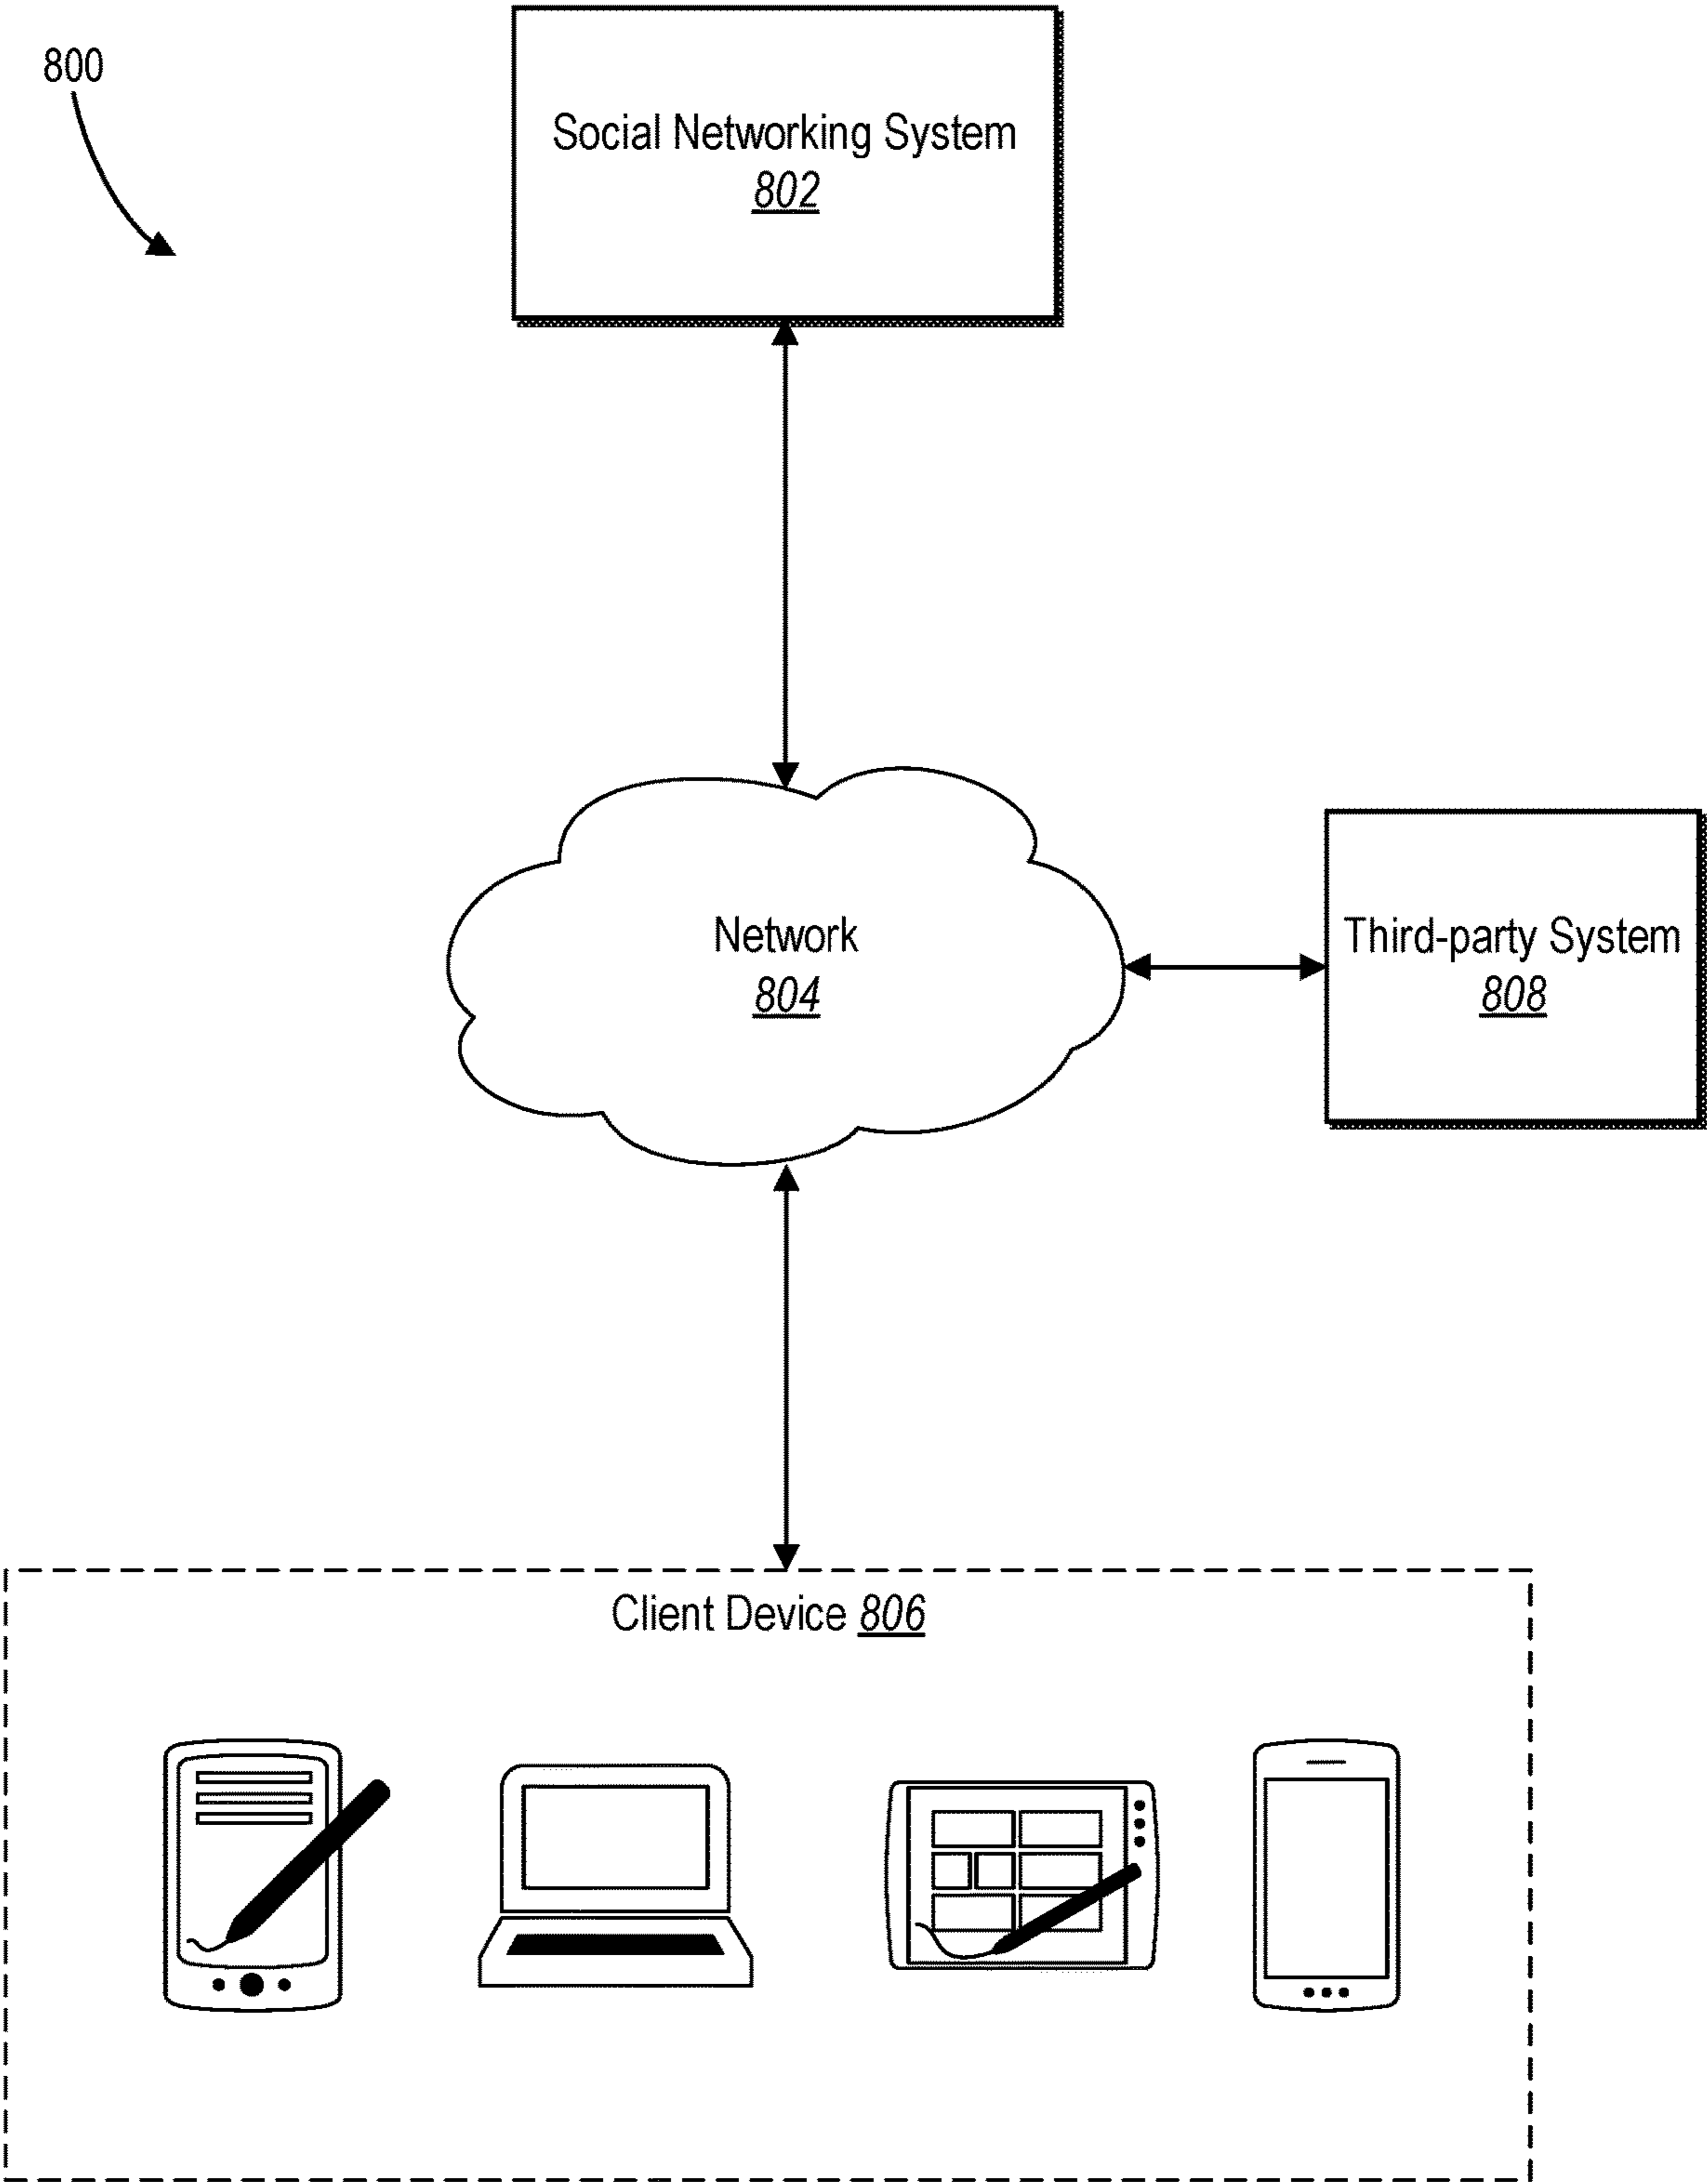 800
Social Networking System
802
Network
804
Third-party System
808
Client Device 806